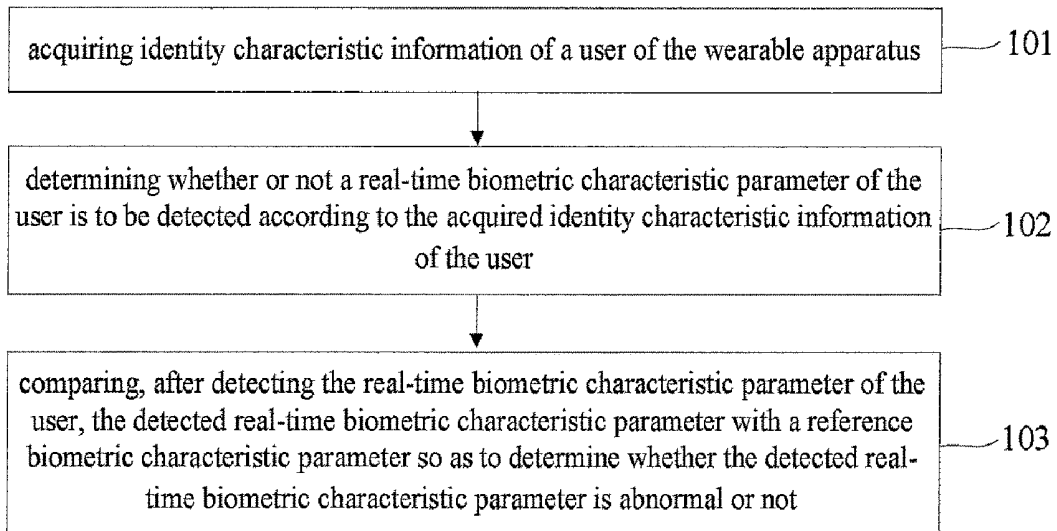 acquiring identity characteristic information of a user of the wearable apparatus
101
determining whether or not a real-time biometric characteristic parameter of the
user is to be detected according to the acquired identity characteristic information
of the user
102
comparing, after detecting the real-time biometric characteristic parameter of the
user, the detected real-time biometric characteristic parameter with a reference
biometric characteristic parameter so as to determine whether the detected real-
time biometric characteristic parameter is abnormal or not
103